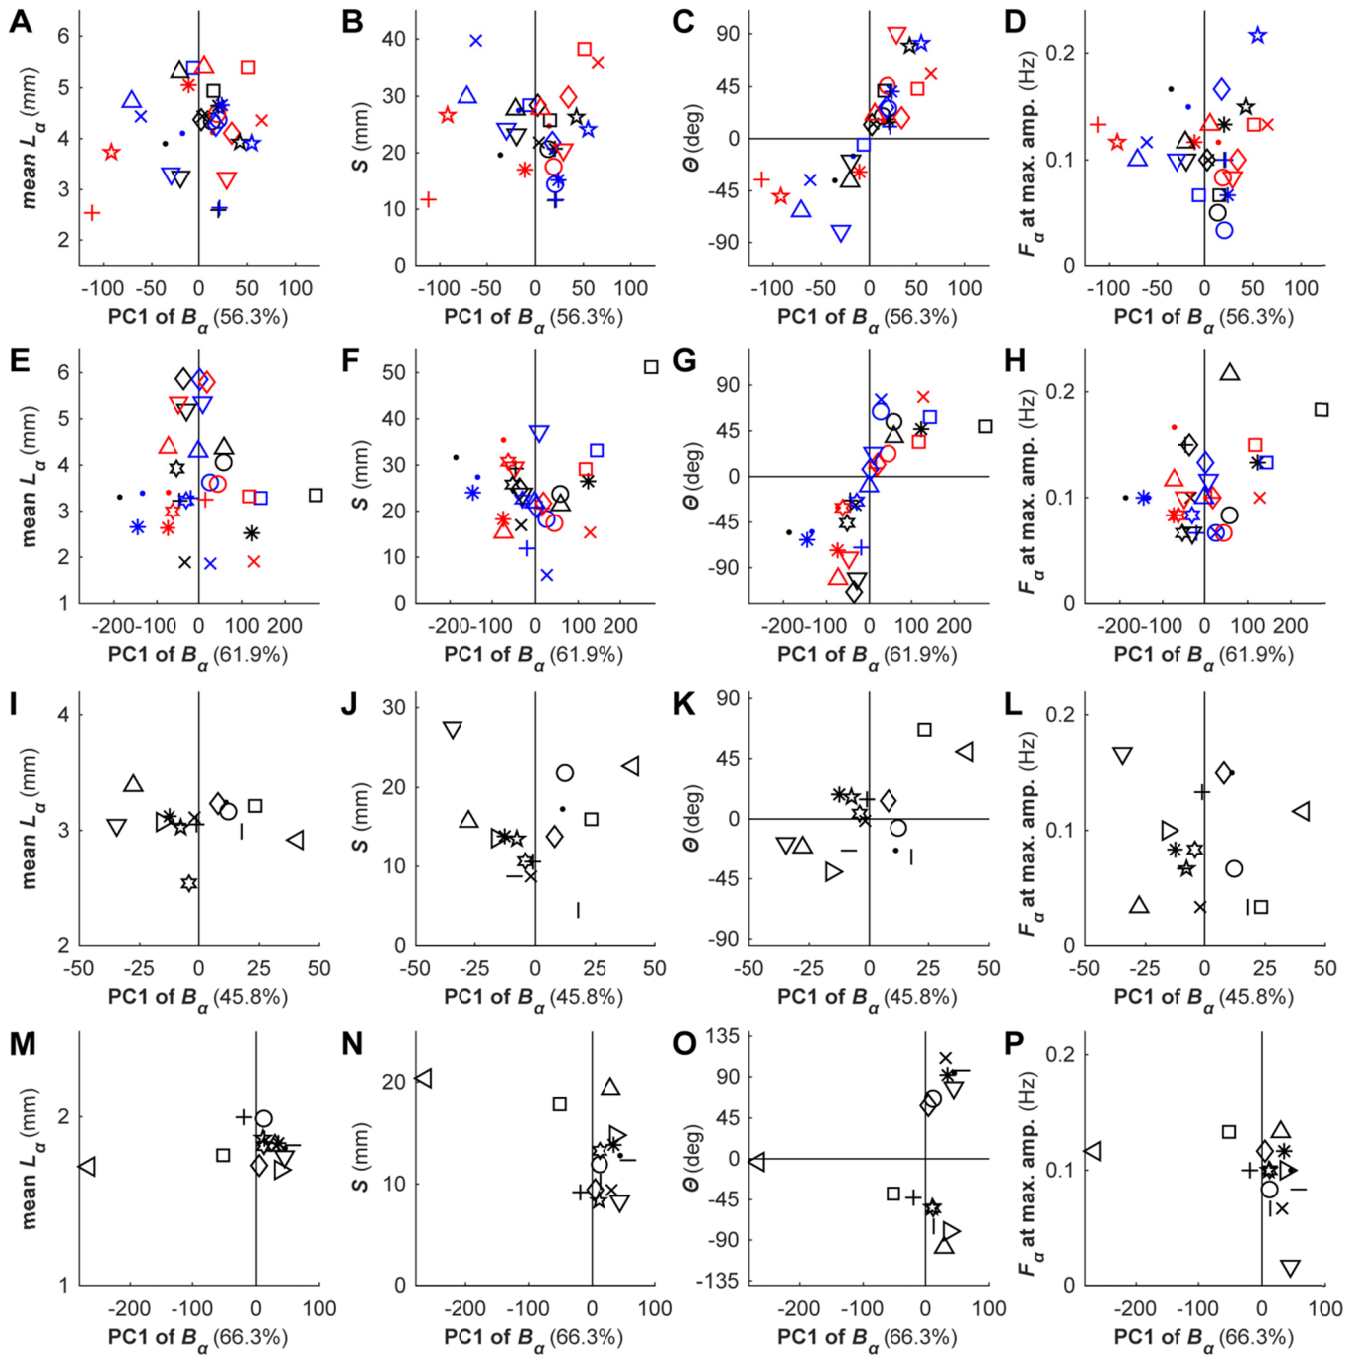 A
mean Lα (mm)
6
5
4
3
2
-100 -50 0 50 100
PC1 of Bα (56.3%)
B
S (mm)
40
30
20
10
0
-100 -50 0 50 100
PC1 of Bα (56.3%)
C
Θ (deg)
90
45
0
-45
-90
-100 -50 0 50 100
PC1 of Bα (56.3%)
D
Fα at max. amp. (Hz)
0.2
0.1
0
-100 -50 0 50 100
PC1 of Bα (56.3%)
E
mean Lα (mm)
6
5
4
3
2
1
-200 -100 0 100 200
PC1 of Bα (61.9%)
F
S (mm)
50
40
30
20
10
0
-200 -100 0 100 200
PC1 of Bα (61.9%)
G
Θ (deg)
90
45
0
-45
-90
-200 -100 0 100 200
PC1 of Bα (61.9%)
H
Fα at max. amp. (Hz)
0.2
0.1
0
-200 -100 0 100 200
PC1 of Bα (61.9%)
I
mean Lα (mm)
4
3
2
-50 -25 0 25 50
PC1 of Bα (45.8%)
J
S (mm)
30
20
10
0
-50 -25 0 25 50
PC1 of Bα (45.8%)
K
Θ (deg)
90
45
0
-45
-90
-50 -25 0 25 50
PC1 of Bα (45.8%)
L
Fα at max. amp. (Hz)
0.2
0.1
0
-50 -25 0 25 50
PC1 of Bα (45.8%)
M
mean Lα (mm)
2
1
-200 -100 0 100
PC1 of Bα (66.3%)
N
S (mm)
20
10
0
-200 -100 0 100
PC1 of Bα (66.3%)
O
Θ (deg)
135
90
45
0
-45
-90
-135
-200 -100 0 100
PC1 of Bα (66.3%)
P
Fα at max. amp. (Hz)
0.2
0.1
0
-200 -100 0 100
PC1 of Bα (66.3%)